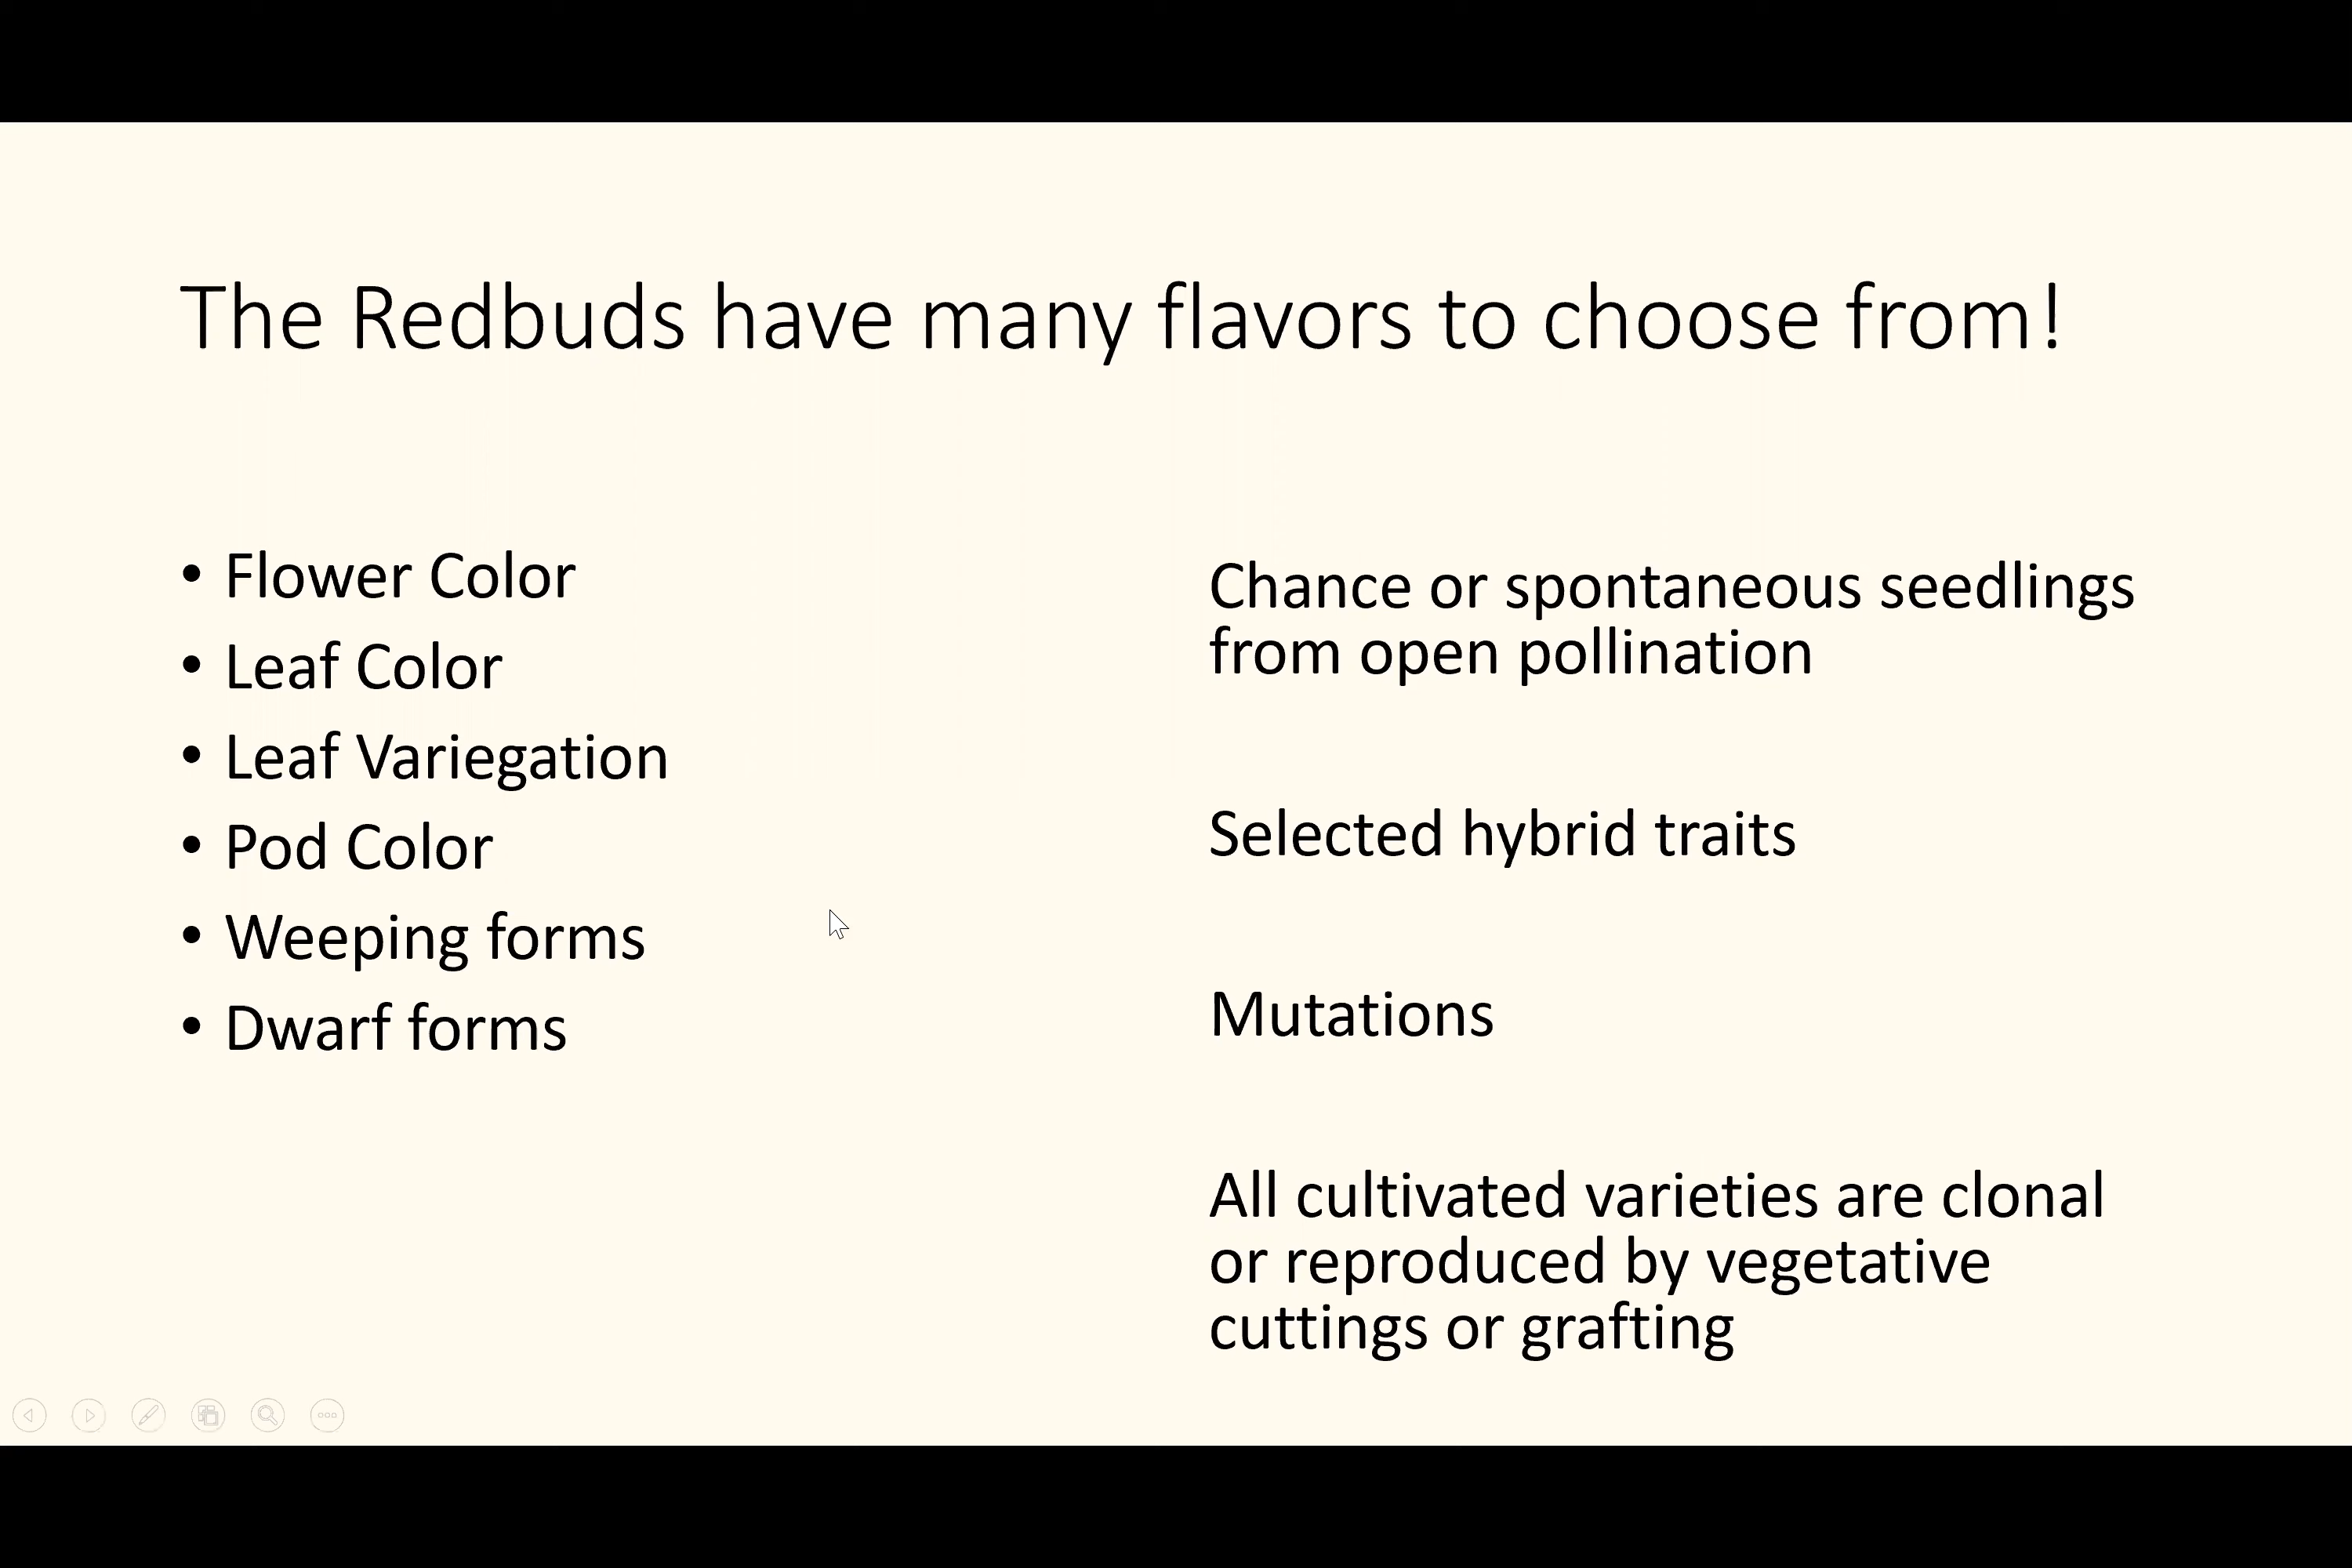 The Redbuds have many flavors to choose from!
• Flower Color
• Leaf Color
• Leaf Variegation
• Pod Color
• Weeping forms
• Dwarf forms
Chance or spontaneous seedlings
from open pollination
Selected hybrid traits
Mutations
All cultivated varieties are clonal
or reproduced by vegetative
cuttings or grafting